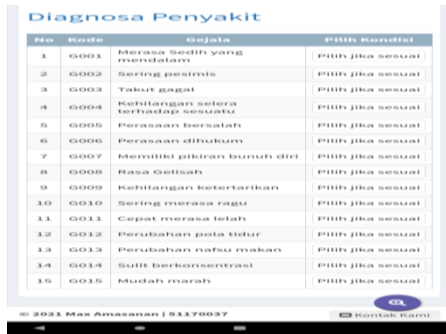 Diagnosa Penyakit
No Kode Gejala Pilih Kondisi
1 G001 Merasa Sedih yang mendalam Pilih jika sesuai
2 G002 Sering pesimis Pilih jika sesuai
3 G003 Takut gagal Pilih jika sesuai
4 G004 Kehilangan selera terhadap sesuatu Pilih jika sesuai
5 G005 Perasaan bersalah Pilih jika sesuai
6 G006 Perasaan dihukum Pilih jika sesuai
7 G007 Memiliki pikiran bunuh diri Pilih jika sesuai
8 G008 Rasa Gelisah Pilih jika sesuai
9 G009 Kehilangan ketertarikan Pilih jika sesuai
10 G010 Sering merasa ragu Pilih jika sesuai
11 G011 Cepat merasa lelah Pilih jika sesuai
12 G012 Perubahan pola tidur Pilih jika sesuai
13 G013 Perubahan nafsu makan Pilih jika sesuai
14 G014 Sulit berkonsentrasi Pilih jika sesuai
15 G015 Mudah marah Pilih jika sesuai
© 2021 Max Amasanan | 51170037 Kontak Kami